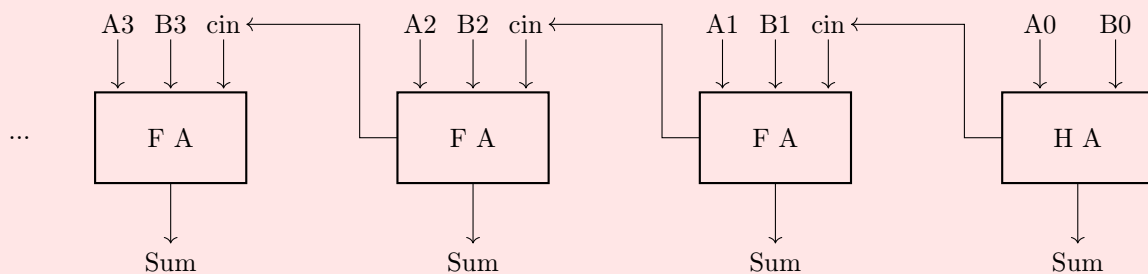 A3 B3 cin A2 B2 cin A1 B1 cin A0 B0
... F A F A F A H A
Sum Sum Sum Sum